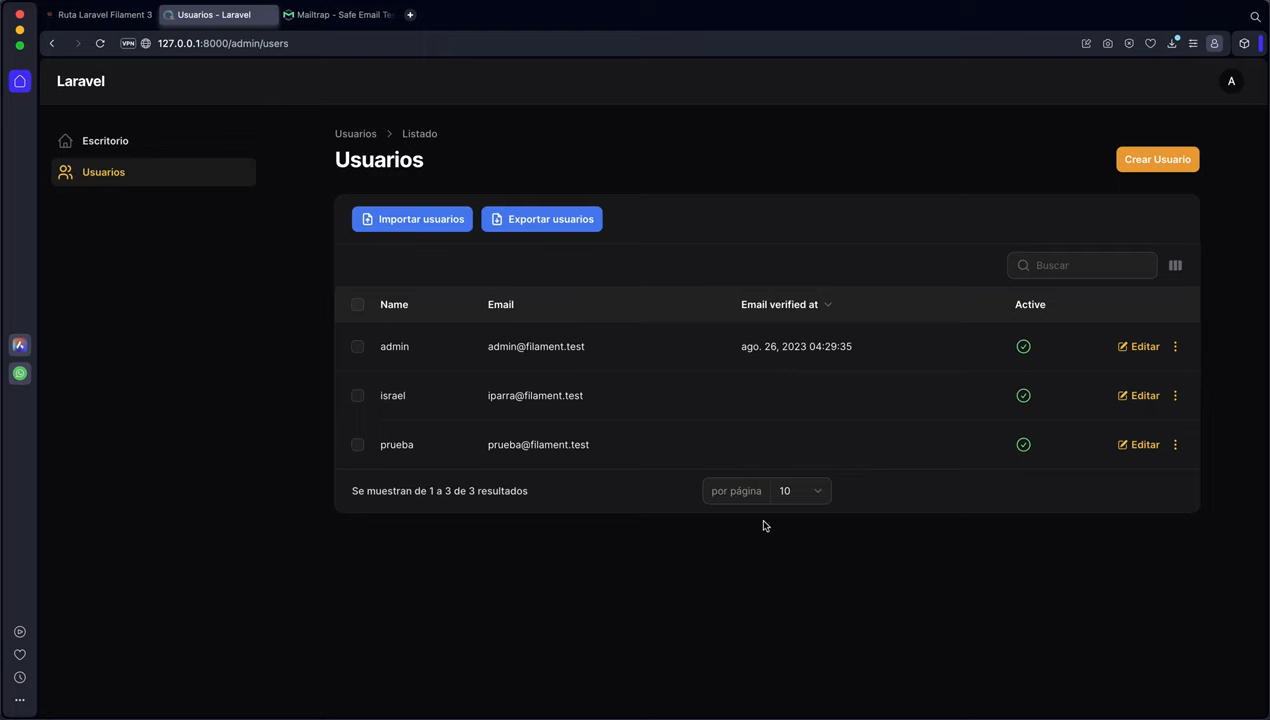 Ruta Laravel Filament 3
Usuarios - Laravel
Mailtrap - Safe Email Te
VPN 127.0.0.1:8000/admin/users
Laravel
A
Escritorio
Usuarios
Usuarios > Listado
Usuarios
Crear Usuario
Importar usuarios
Exportar usuarios
Buscar
Name Email Email verified at Active
admin admin@filament.test ago. 26, 2023 04:29:35 Editar
israel iparra@filament.test Editar
prueba prueba@filament.test Editar
Se muestran de 1 a 3 de 3 resultados
por página 10